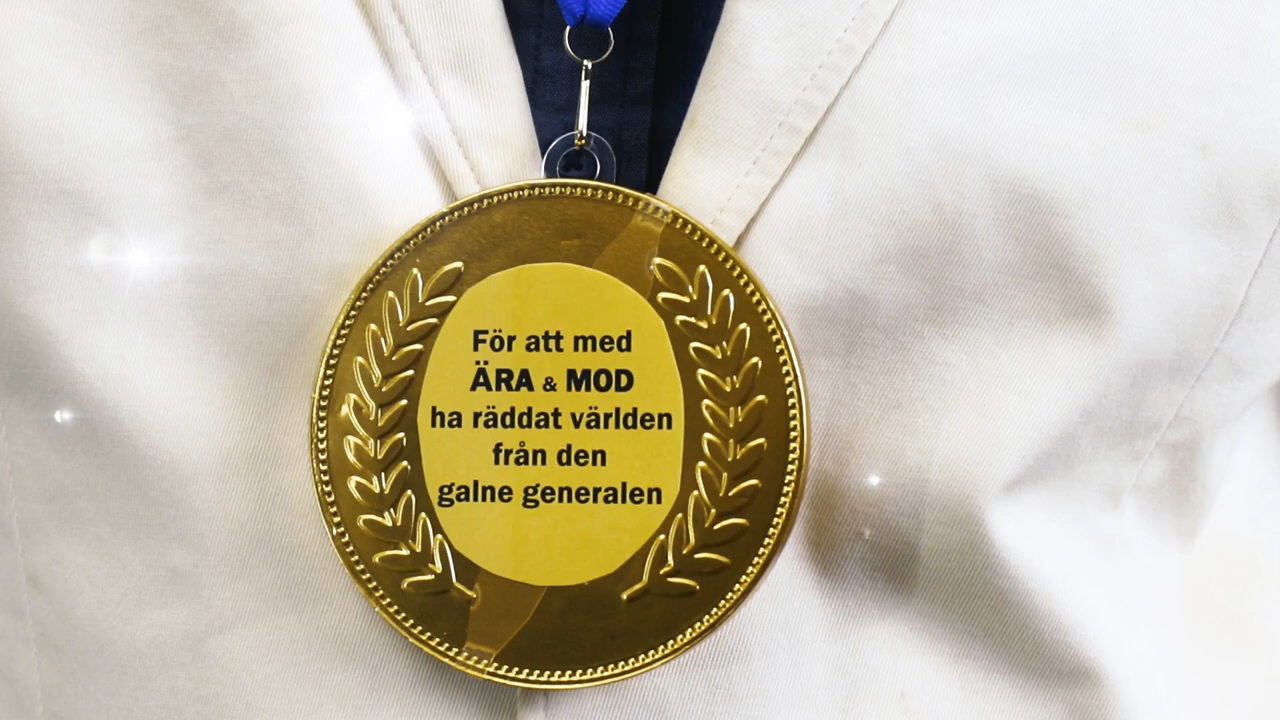 För att med
ÄRA & MOD
ha räddat världen
från den
galne generalen